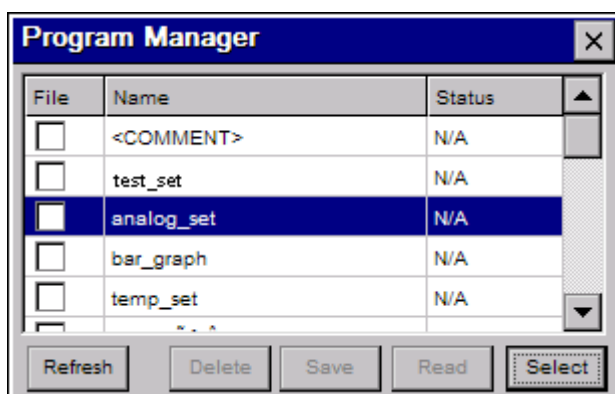 Program Manager
File Name Status
<COMMENT> N/A
test_set N/A
analog_set N/A
bar_graph N/A
temp_set N/A
Refresh Delete Save Read Select